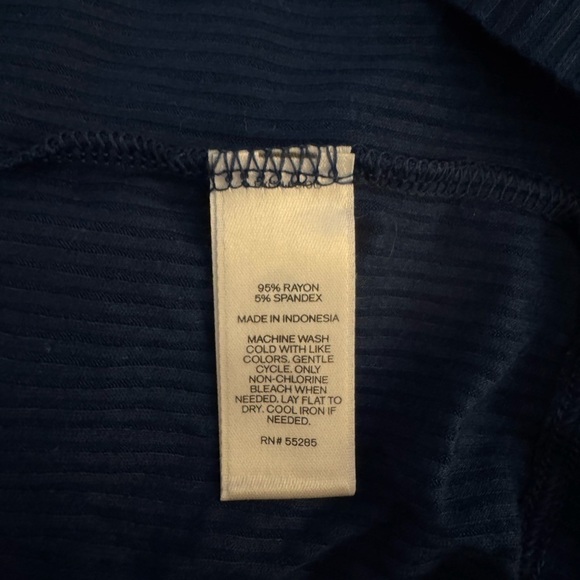 95% RAYON
5% SPANDEX
MADE IN INDONESIA
MACHINE WASH
COLD WITH LIKE
COLORS. GENTLE
CYCLE. ONLY
NON-CHLORINE
BLEACH WHEN
NEEDED. LAY FLAT TO
DRY. COOL IRON IF
NEEDED.
RN# 55285